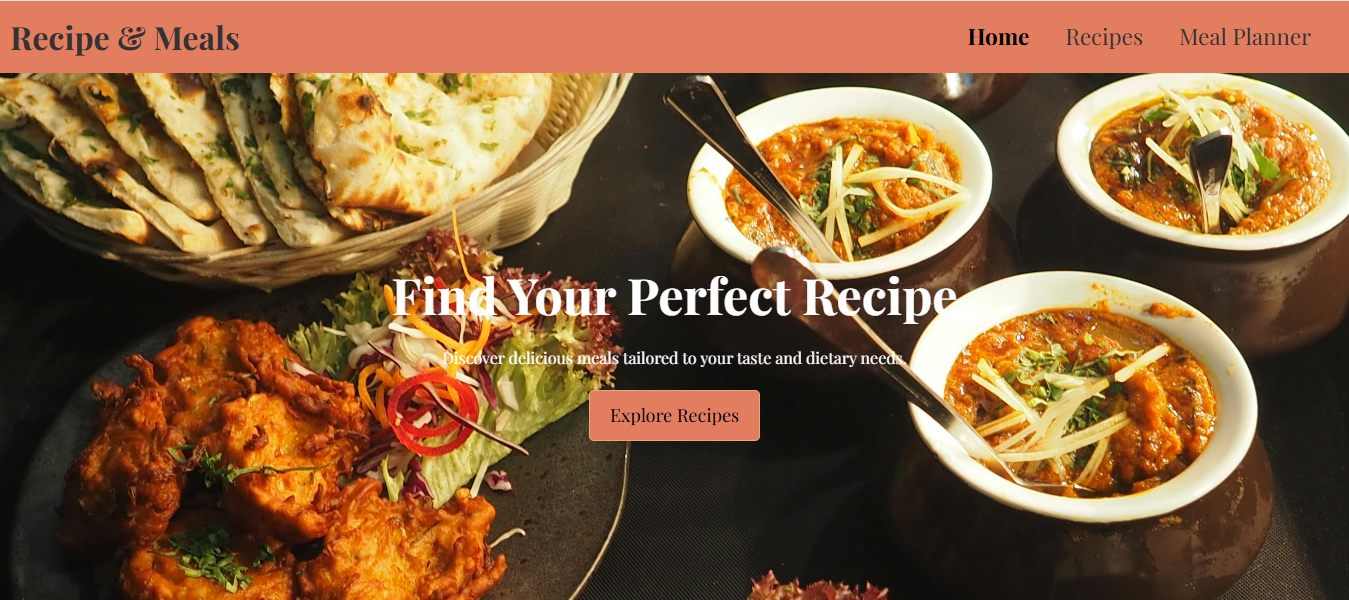 Recipe & Meals
Home
Recipes
Meal Planner
Find Your Perfect Recipe
Discover delicious meals tailored to your taste and dietary needs.
Explore Recipes